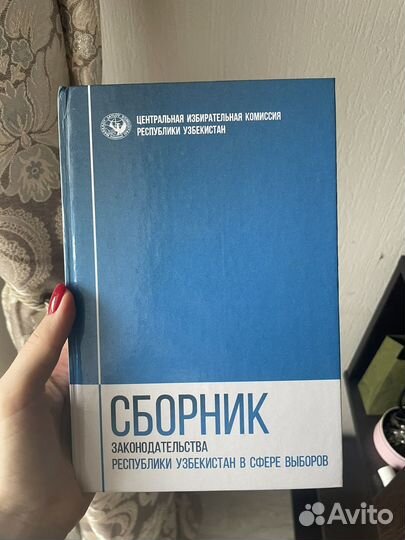 ЦЕНТРАЛЬНАЯ ИЗБИРАТЕЛЬНАЯ КОМИССИЯ
РЕСПУБЛИКИ УЗБЕКИСТАН
СБОРНИК
ЗАКОНОДАТЕЛЬСТВА
РЕСПУБЛИКИ УЗБЕКИСТАН В СФЕРЕ ВЫБОРОВ
Avito